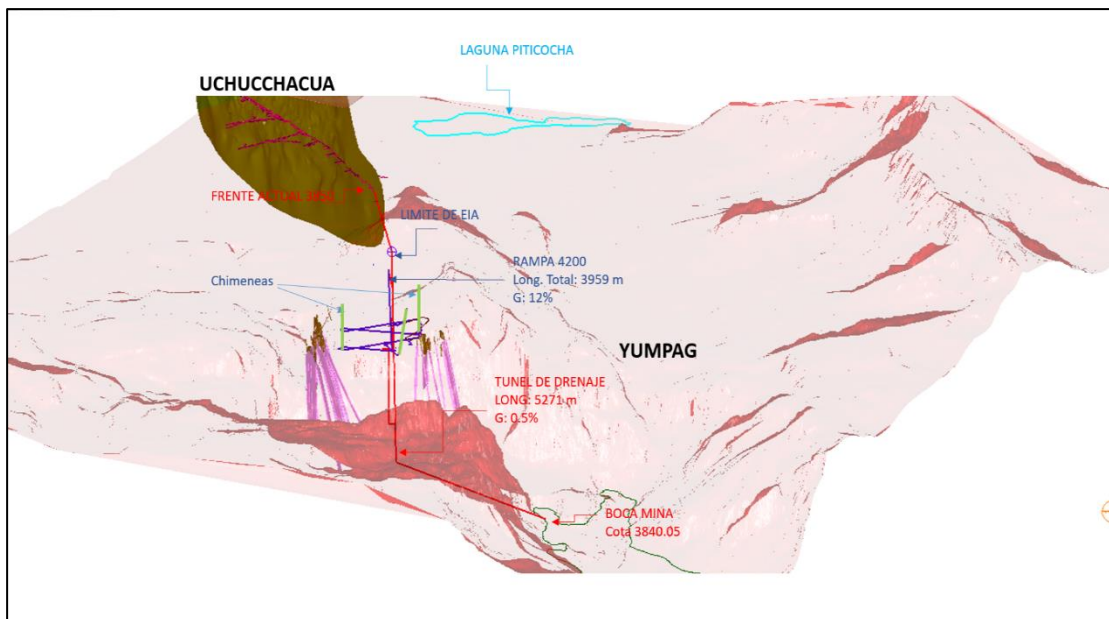 LAGUNA PITICOCHA
UCHUCCHACUA
FRENTE ACTUAL
LIMITE DE EIA
RAMPA 4200
Long. Total: 3959 m
G: 12%
Chimeneas
YUMPAG
TUNEL DE DRENAJE
LONG: 5271 m
G: 0.5%
BOCA MINA
Cota 3840.05